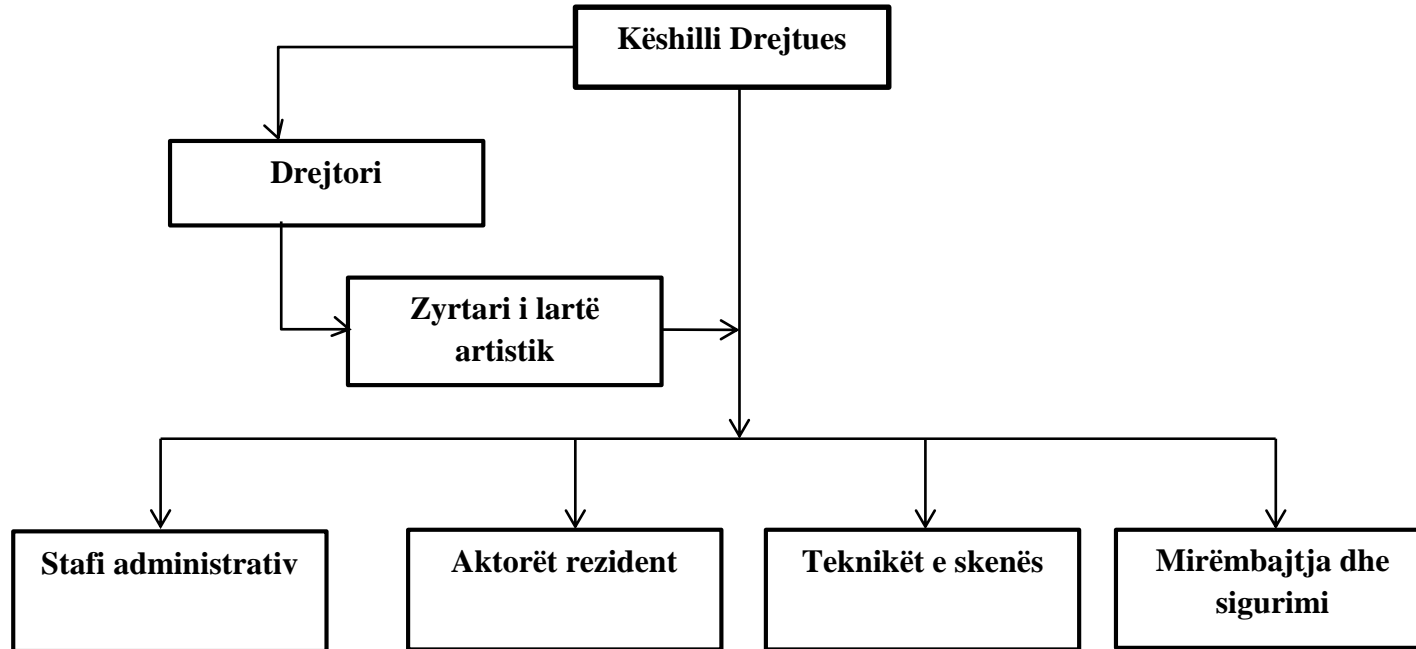 Këshilli Drejtues
Drejtori
Zyrtari i lartë
artistik
Stafi administrativ
Aktorët rezident
Teknikët e skenës
Mirëmbajtja dhe
sigurimi